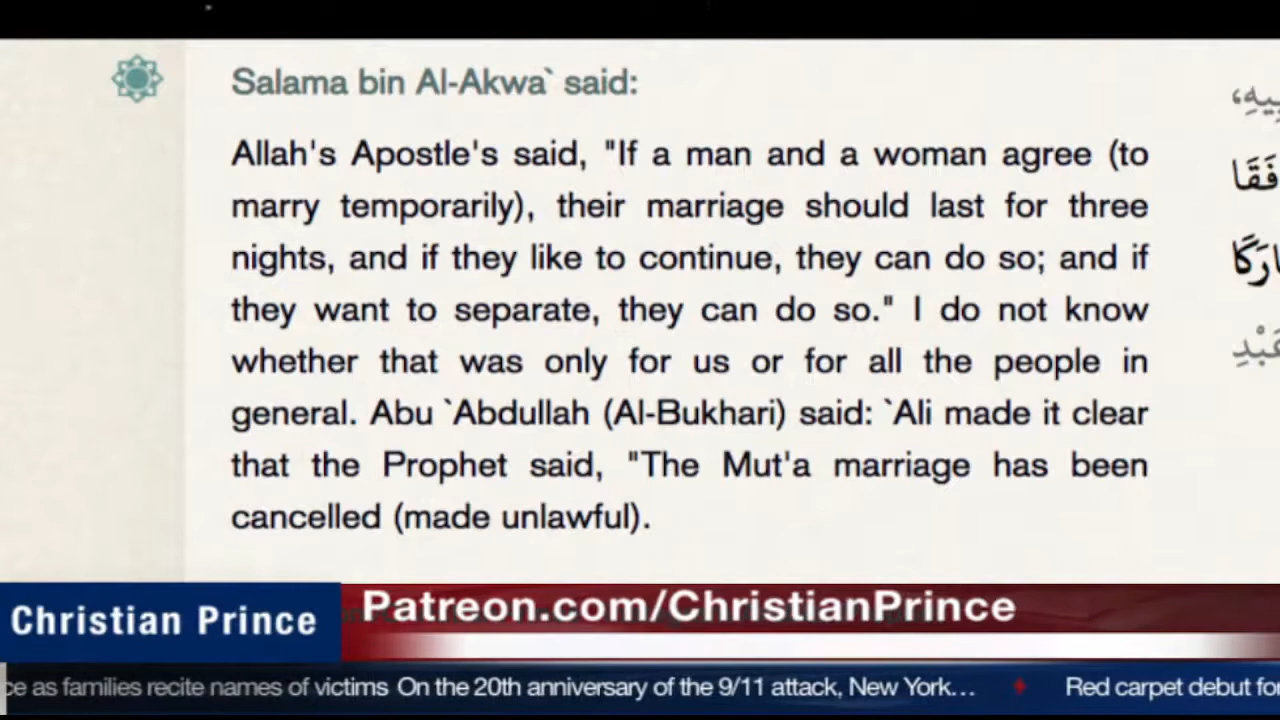 Salama bin Al-Akwa` said:
Allah's Apostle's said, "If a man and a woman agree (to
marry temporarily), their marriage should last for three
nights, and if they like to continue, they can do so; and if
they want to separate, they can do so." I do not know
whether that was only for us or for all the people in
general. Abu `Abdullah (Al-Bukhari) said: `Ali made it clear
that the Prophet said, "The Mut'a marriage has been
cancelled (made unlawful).
Christian Prince
Patreon.com/ChristianPrince
as families recite names of victims On the 20th anniversary of the 9/11 attack, New York...
Red carpet debut for